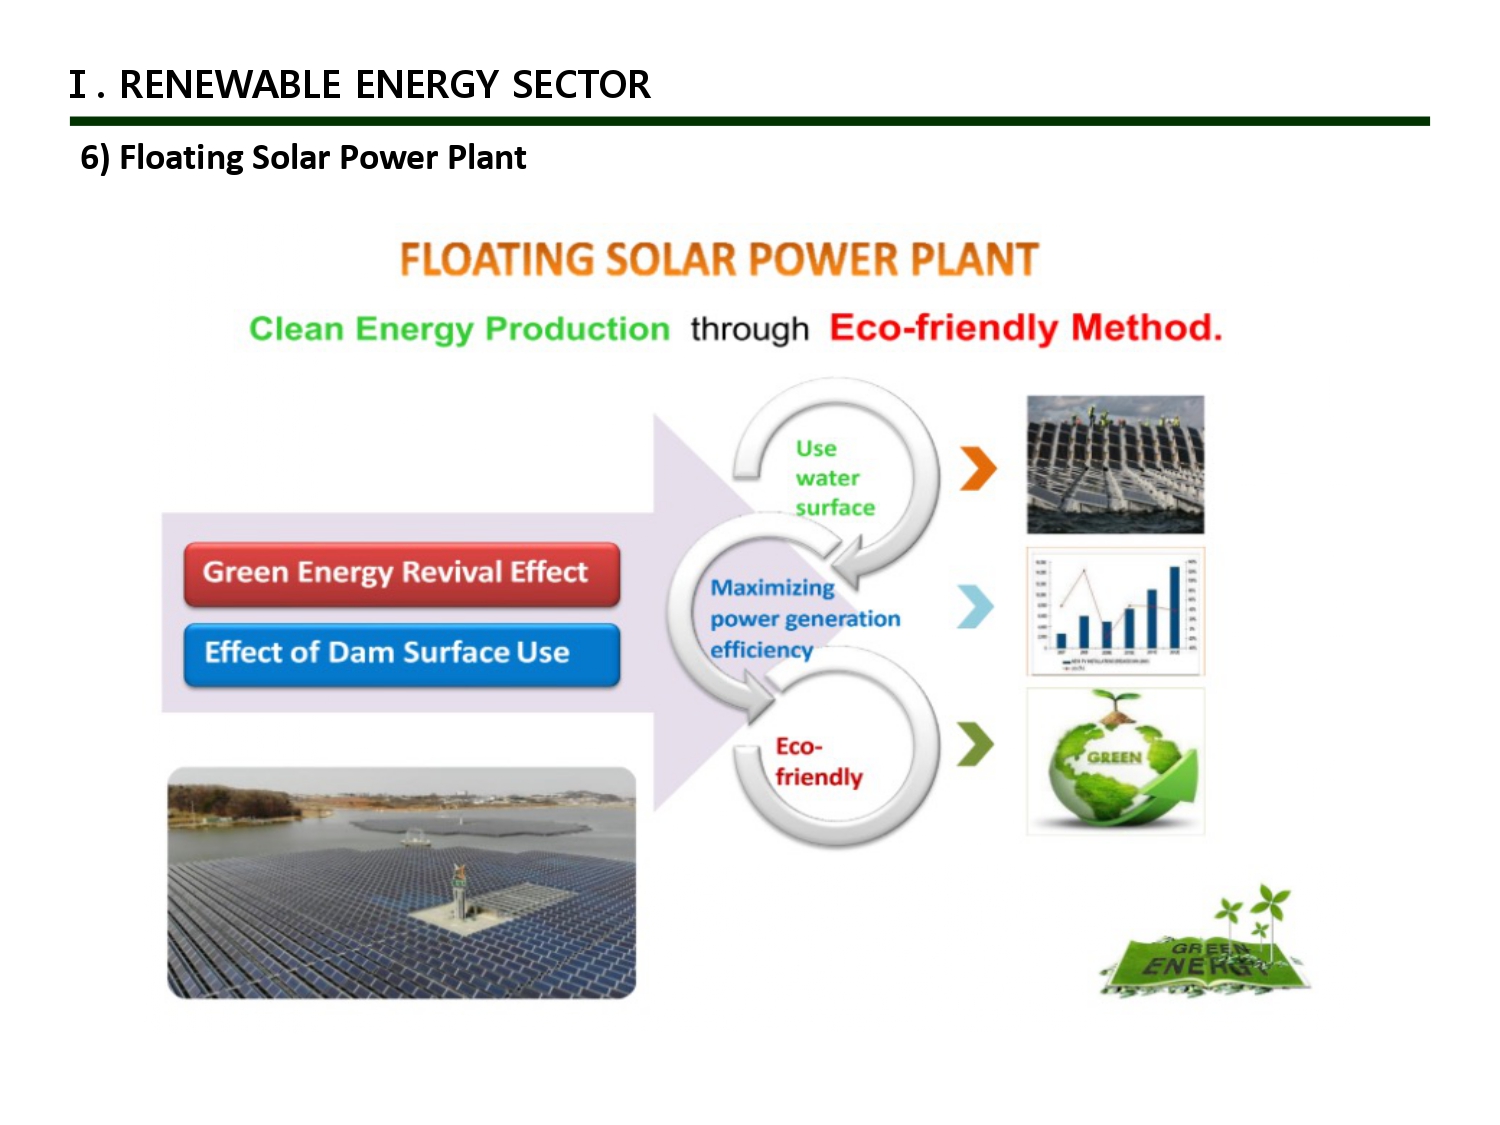 I . RENEWABLE ENERGY SECTOR
6) Floating Solar Power Plant
FLOATING SOLAR POWER PLANT
Clean Energy Production through Eco-friendly Method.
Use
water
surface
Green Energy Revival Effect
Effect of Dam Surface Use
Maximizing
power generation
efficiency
Eco-
friendly
GREEN
GREEN
ENERGY